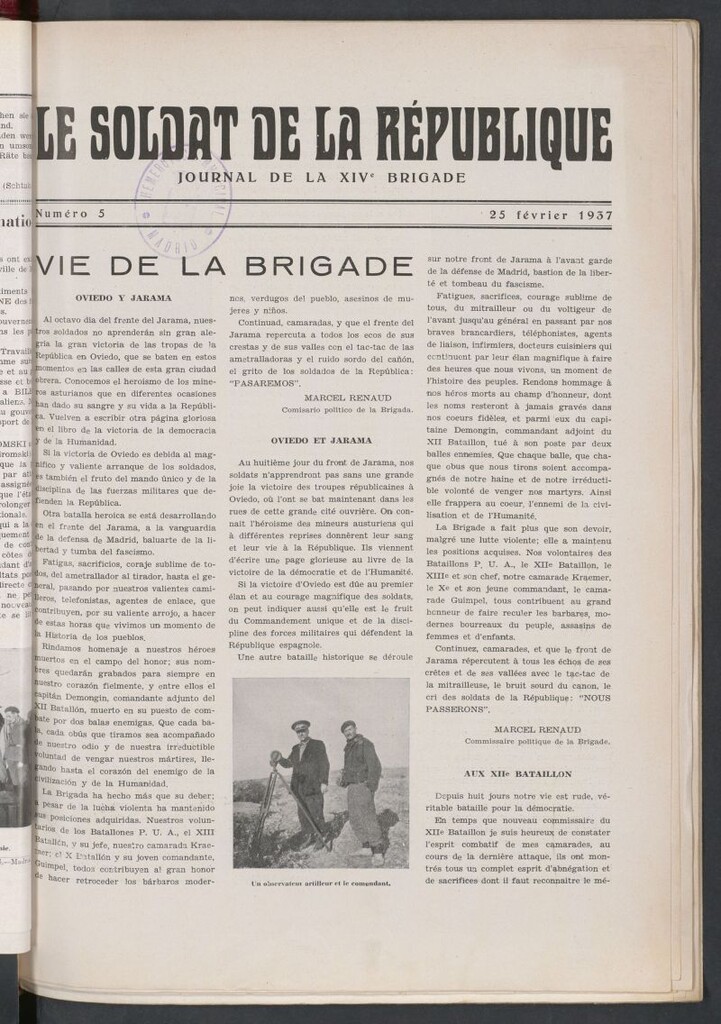 LE SOLDAT DE LA RÉPUBLIQUE
JOURNAL DE LA XIVe BRIGADE
Numéro 5
25 février 1937
VIE DE LA BRIGADE
OVIEDO Y JARAMA
Al octavo día del frente del Jarama, nues-
tros soldados no aprenderán sin gran ale-
gría la gran victoria de las tropas de la
República en Oviedo, que se baten en estos
momentos en las calles de esta gran ciudad
obrera. Conocemos el heroismo de los mine-
ros asturianos que en diferentes ocasiones
han dado su sangre y su vida a la Repúbli-
ca. Vuelven a escribir otra página gloriosa
en el libro de la victoria de la democracia
y de la Humanidad.
Si la victoria de Oviedo es debida al mag-
nífico y valiente arranque de los soldados,
es también el fruto del mando único y de la
disciplina de las fuerzas militares que de-
fienden la República.
Otra batalla heroica se está desarrollando
en el frente del Jarama, a la vanguardia
de la defensa de Madrid, baluarte de la li-
bertad y tumba del fascismo.
Fatigas, sacrificios, coraje sublime de to-
dos, del ametrallador al tirador, hasta el ge-
neral, pasando por nuestros valientes cami-
lleros, telefonistas, agentes de enlace, que
contribuyen, por su valiente arrojo, a hacer
de estas horas que vivimos un momento de
la Historia de los pueblos.
Rindamos homenaje a nuestros héroes
muertos en el campo del honor; sus nom-
bres quedarán grabados para siempre en
nuestro corazón fielmente, y entre ellos el
capitán Demongin, comandante adjunto del
XII Batallón, muerto en su puesto de com-
bate por dos balas enemigas. Que cada ba-
la, cada obús que tiramos sea acompañado
de nuestro odio y de nuestra irreductible
voluntad de vengar nuestros mártires, lle-
gando hasta el corazón del enemigo de la
civilización y de la Humanidad.
La Brigada ha hecho más que su deber;
a pesar de la lucha violenta ha mantenido
sus posiciones adquiridas. Nuestros volun-
tarios de los Batallones P. U. A., el XIII
Batallón, y su jefe, nuestro camarada Krae-
mer; el X Batallón y su joven comandante,
Guimpel, todos contribuyen al gran honor
de hacer retroceder los bárbaros moder-
nos, verdugos del pueblo, asesinos de mu-
jeres y niños.
Continuad, camaradas, y que el frente del
Jarama repercuta a todos los ecos de sus
crestas y de sus valles con el tac-tac de las
ametralladoras y el ruido sordo del cañón,
el grito de los soldados de la República:
"PASAREMOS".
MARCEL RENAUD
Comisario político de la Brigada.
OVIEDO ET JARAMA
Au huitième jour du front de Jarama, nos
soldats n'apprendront pas sans une grande
joie la victoire des troupes républicaines à
Oviedo, où l'ont se bat maintenant dans les
rues de cette grande cité ouvrière. On con-
nait l'héroïsme des mineurs austuriens qui
à différentes reprises donnèrent leur sang
et leur vie à la République. Ils viennent
d'écrire une page glorieuse au livre de la
victoire de la démocratie et de l'Humanité.
Si la victoire d'Oviedo est dûe au premier
élan et au courage magnifique des soldats,
on peut indiquer aussi qu'elle est le fruit
du Commandement unique et de la disci-
pline des forces militaires qui défendent la
République espagnole.
Une autre bataille historique se déroule
Un observateur artilleur et le comandant.
sur notre front de Jarama à l'avant garde
de la défense de Madrid, bastion de la liber-
té et tombeau du fascisme.
Fatigues, sacrifices, courage sublime de
tous, du mitrailleur ou du voltigeur de
l'avant jusqu'au général en passant par nos
braves brancardiers, téléphonistes, agents
de liaison, infirmiers, docteurs cuisiniers qui
continuent par leur élan magnifique à faire
des heures que nous vivons, un moment de
l'histoire des peuples. Rendons hommage à
nos héros morts au champ d'honneur, dont
les noms resteront à jamais gravés dans
nos coeurs fidèles, et parmi eux du capi-
taine Demongin, commandant adjoint du
XII Bataillon, tué à son poste par deux
balles ennemies. Que chaque balle, que cha-
que obus que nous tirons soient accompag-
nés de notre haine et de notre irréducti-
ble volonté de venger nos martyrs. Ainsi
elle frappera au coeur, l'ennemi de la civi-
lisation et de l'Humanité.
La Brigade a fait plus que son devoir,
malgré une lutte violente; elle a maintenu
les positions acquises. Nos volontaires des
Bataillons P. U. A., le XIIe Bataillon, le
XIIIe et son chef, notre camarade Kraemer,
le Xe et son jeune commandant, le cama-
rade Guimpel, tous contribuent au grand
honneur de faire reculer les barbares, mo-
dernes bourreaux du peuple, assasins de
femmes et d'enfants.
Continuez, camarades, et que le front de
Jarama répercutent à tous les échos de ses
crêtes et de ses vallées avec le tac-tac de
la mitrailleuse, le bruit sourd du canon, le
cri des soldats de la République: "NOUS
PASSERONS".
MARCEL RENAUD
Commissaire politique de la Brigade.
AUX XIIe BATAILLON
Depuis huit jours notre vie est rude, vé-
ritable bataille pour la démocratie.
En temps que nouveau commissaire du
XIIe Bataillon je suis heureux de constater
l'esprit combatif de mes camarades, au
cours de la dernière attaque, ils ont mon-
trés tous un complet esprit d'abnégation et
de sacrifices dont il faut reconnaitre le mé-